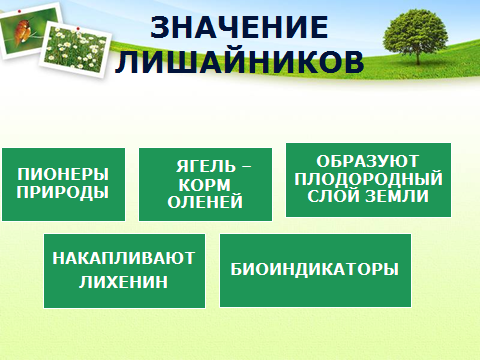 ЗНАЧЕНИЕ
ЛИШАЙНИКОВ
ПИОНЕРЫ
ПРИРОДЫ
ЯГЕЛЬ –
КОРМ
ОЛЕНЕЙ
ОБРАЗУЮТ
ПЛОДОРОДНЫЙ
СЛОЙ ЗЕМЛИ
НАКАПЛИВАЮТ
ЛИХЕНИН
БИОИНДИКАТОРЫ